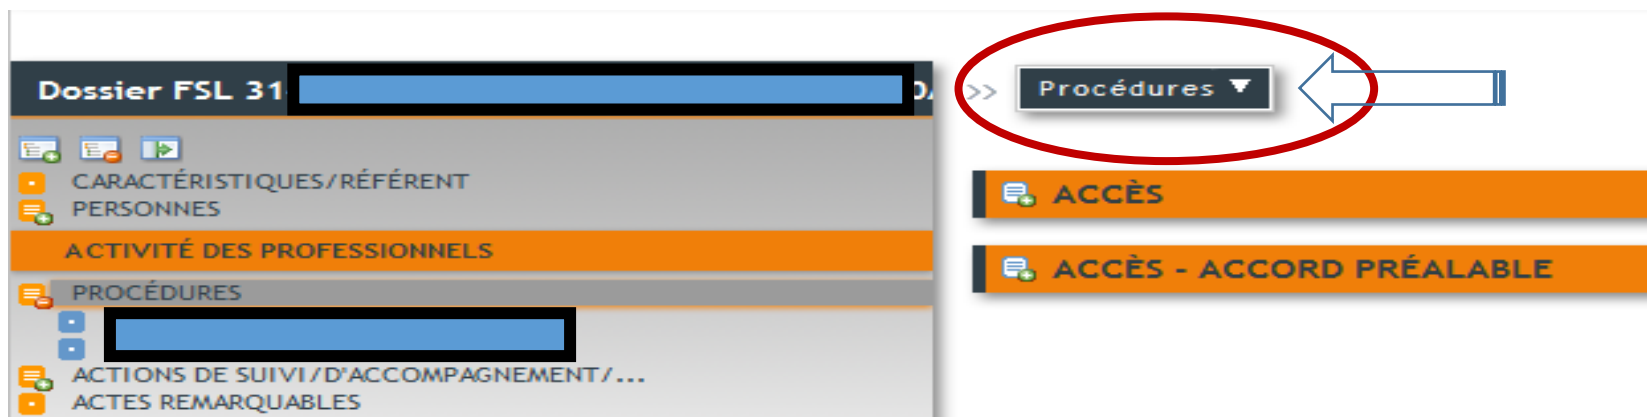 Dossier FSL 31
>> Procédures ▼
CARACTÉRISTIQUES/RÉFÉRENT
PERSONNES
ACTIVITÉ DES PROFESSIONNELS
PROCÉDURES
ACTIONS DE SUIVI/D'ACCOMPAGNEMENT/...
ACTES REMARQUABLES
ACCÈS
ACCÈS - ACCORD PRÉALABLE